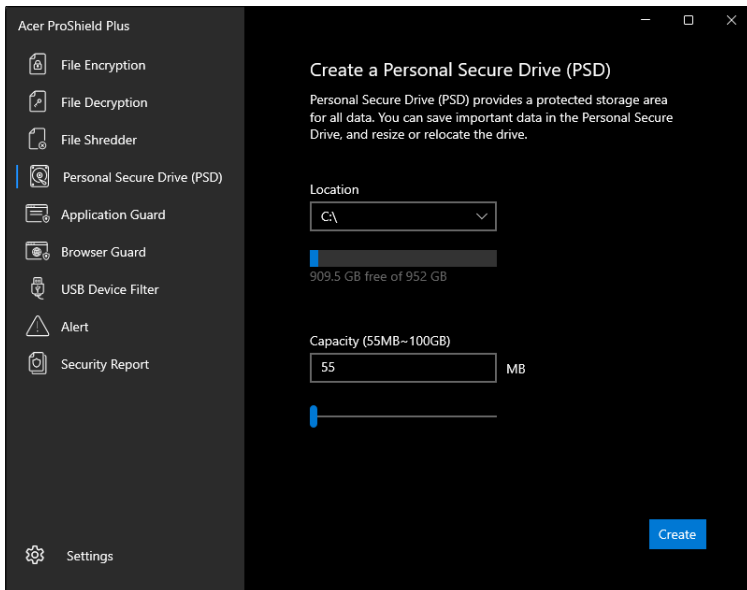 Acer ProShield Plus
File Encryption
File Decryption
File Shredder
Personal Secure Drive (PSD)
Application Guard
Browser Guard
USB Device Filter
Alert
Security Report
Settings
Create a Personal Secure Drive (PSD)
Personal Secure Drive (PSD) provides a protected storage area
for all data. You can save important data in the Personal Secure
Drive, and resize or relocate the drive.
Location
C:\
909.5 GB free of 952 GB
Capacity (55MB~100GB)
55 MB
Create